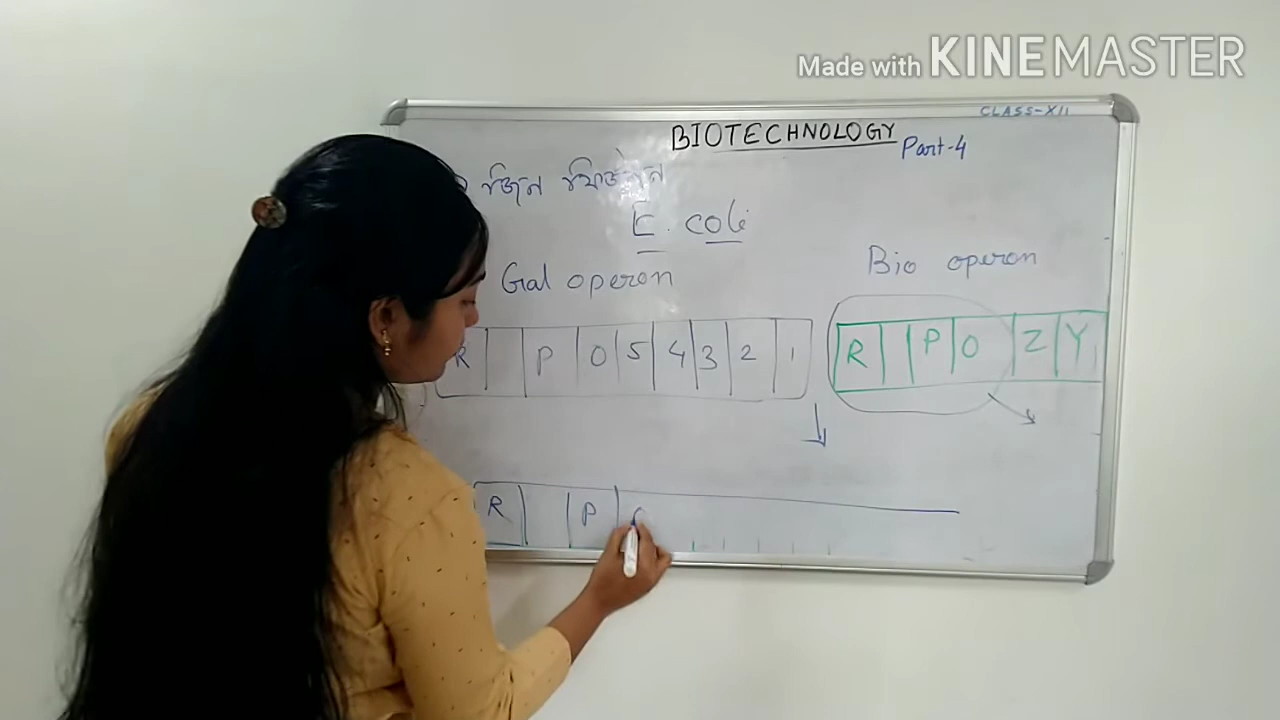 Made with KINEMASTER
CLASS-XII
BIOTECHNOLOGY
Part-4
জিন
E. coli
Gal operon
Bio operon
R P O 5 4 3 2 1
R P O Z Y
R P